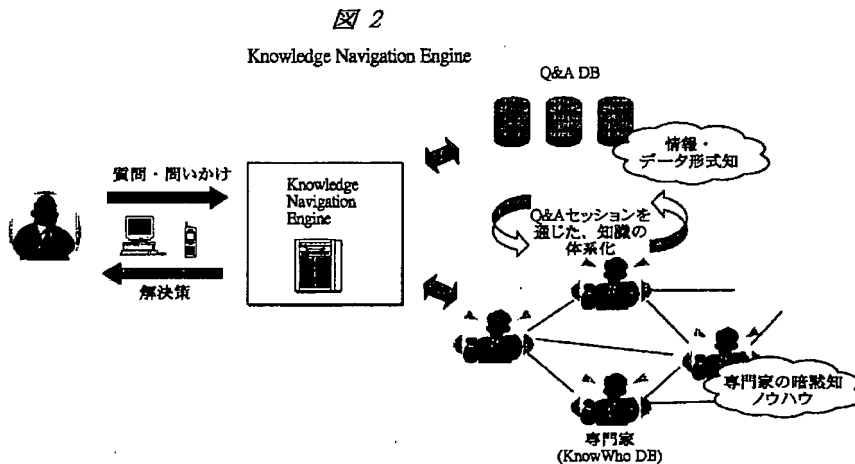 図 2
Knowledge Navigation Engine
Q&A DB
情報・
データ形式知
質問・問いかけ
Knowledge
Navigation
Engine
Q&Aセッションを
通じた、知識の
体系化
解決策
専門家の暗黙知
ノウハウ
専門家
(KnowWho DB)